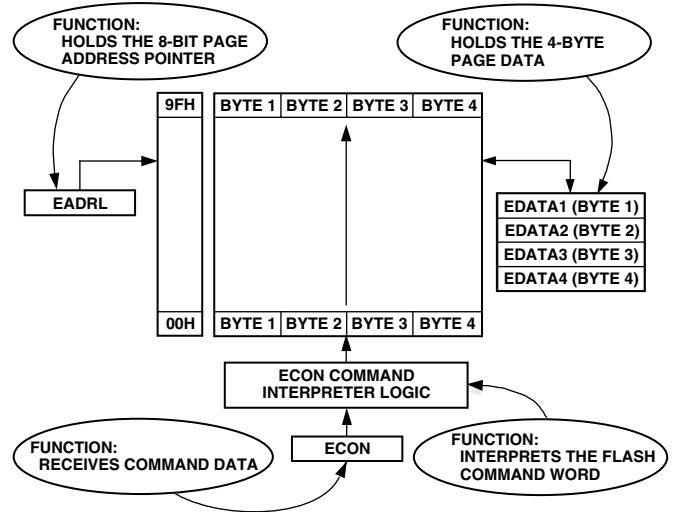 FUNCTION:
HOLDS THE 8-BIT PAGE
ADDRESS POINTER
FUNCTION:
HOLDS THE 4-BYTE
PAGE DATA
9FH
BYTE 1 BYTE 2 BYTE 3 BYTE 4
EADRL
EDATA1 (BYTE 1)
EDATA2 (BYTE 2)
EDATA3 (BYTE 3)
EDATA4 (BYTE 4)
00H
BYTE 1 BYTE 2 BYTE 3 BYTE 4
ECON COMMAND
INTERPRETER LOGIC
FUNCTION:
RECEIVES COMMAND DATA
ECON
FUNCTION:
INTERPRETS THE FLASH
COMMAND WORD